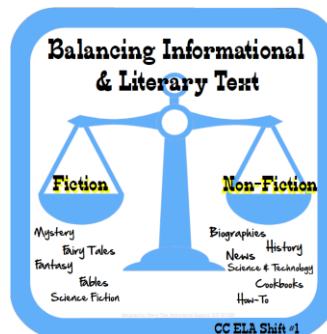 Balancing Informational
& Literary Text
Fiction
Mystery
Fairy Tales
Fantasy
Fables
Science Fiction
Non-Fiction
Biographies
History
News
Science & Technology
Cookbooks
How-To
CC ELA Shift #1